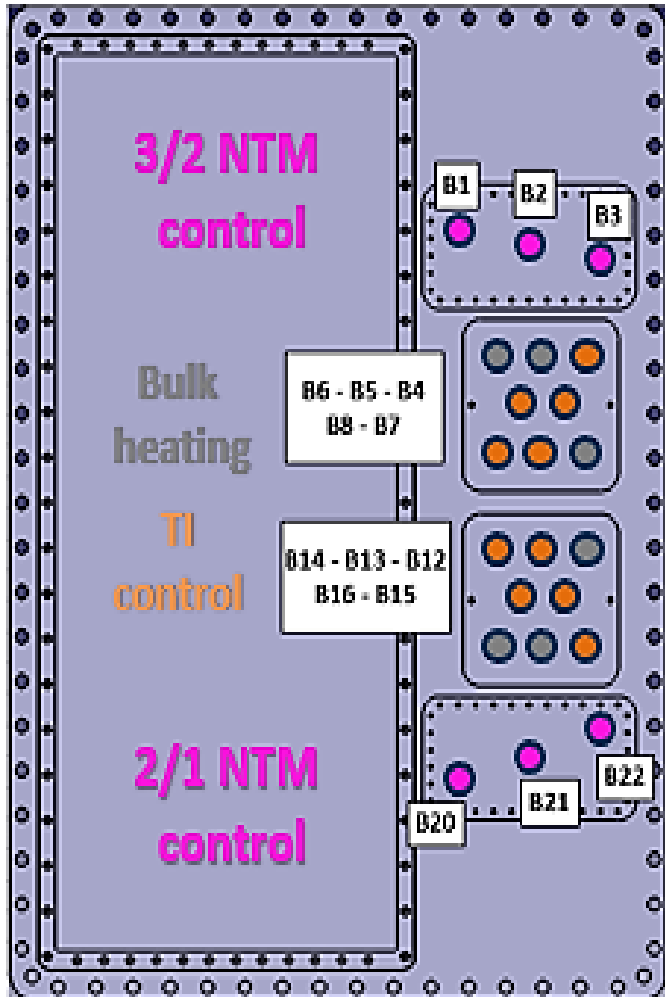 3/2 NTM
control
B1
B2
B3
Bulk
heating
B6 - B5 - B4
B8 - B7
TI
control
B14 - B13 - B12
B16 - B15
2/1 NTM
control
B20
B21
B22